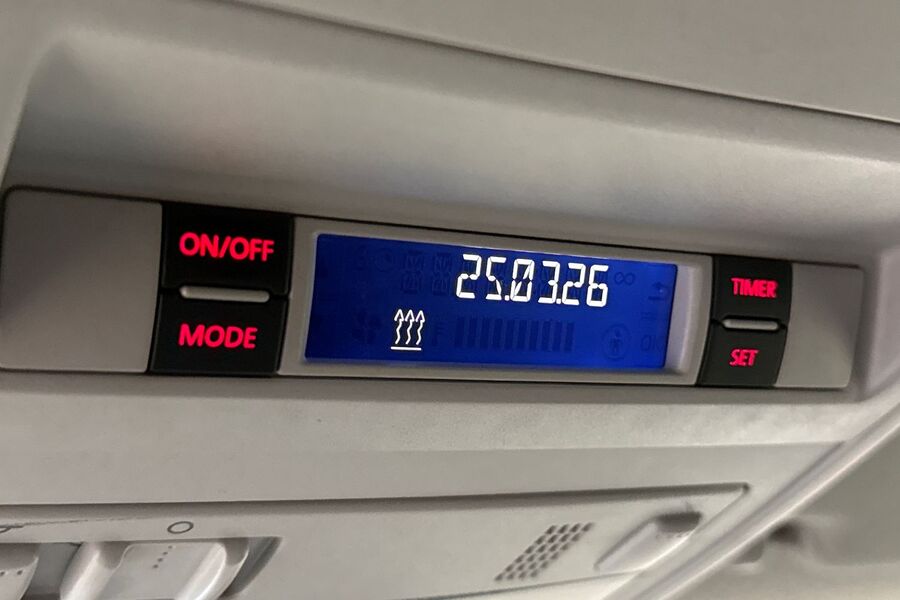 ON/OFF
MODE
25.03.26
TIMER
SET